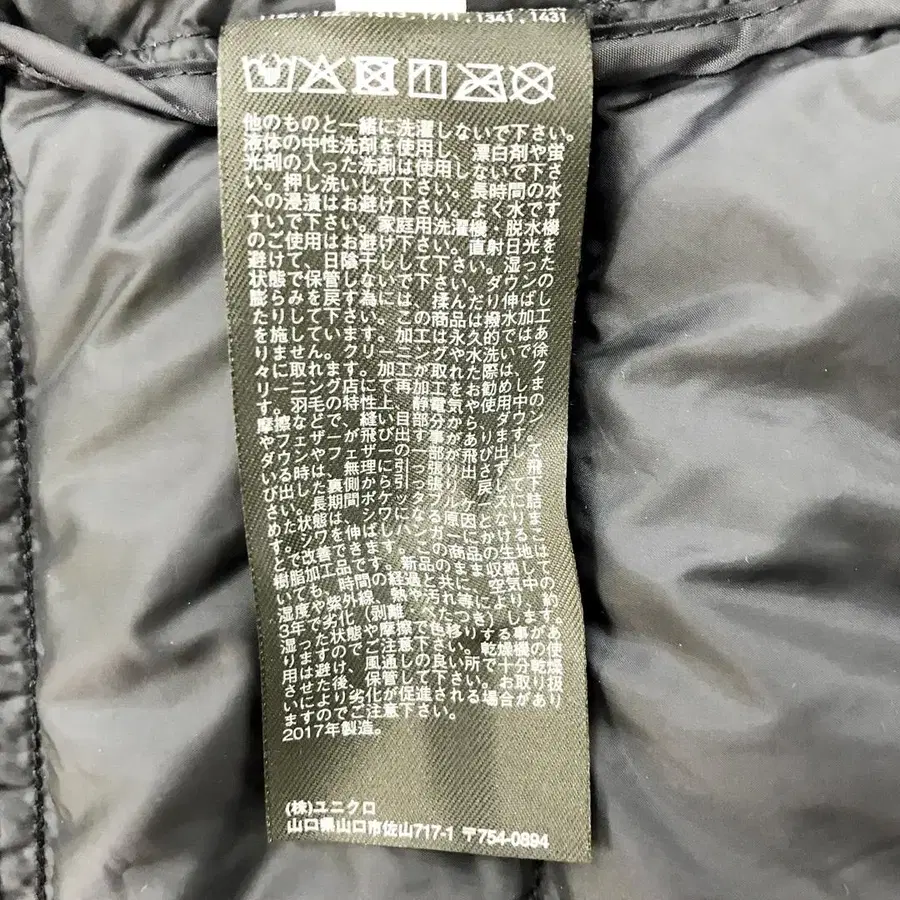 1341, 1431
他のものと一緒に洗濯しないで下さい。
液体の中性洗剤を使用し、漂白剤や蛍
光剤の入った洗剤は使用しないで下さ
い。押し洗いして下さい。長時間の水
への浸漬はお避け下さい。よく水です
すいで下さい。家庭用洗濯機・脱水機
のご使用はお避け下さい。直射日光を
避けて、日陰干しして下さい。湿った
状態で保管しないで下さい。ダウンの
膨らみを戻す為には、揉んだり伸ばし
たりして下さい。この商品は撥水加工
を施しています。加工は永久的ではあ
りません。クリーニングや水洗いで徐
々に取れます。加工が取れた際は、ク
リーニング店にて再加工をお勧めしま
す。羽毛の特性上、静電気や使用中の
摩擦などで、縫い目部分から、ダウン
やフェザーが飛び出す事があります。
ダウンやフェザーの一部が飛び出して
いる時は、無理に引っ張り出さず、飛
び出した裏側から引っ張り戻して下
さい。長期間ポケッタブルケースに詰
めた状態は、シワになる原因となりま
す。シワを伸ばしハンガーにかけるこ
とで改善できます。この商品の生地は
樹脂加工品です。新品のまま収納して
いても、時間の経過と共に、空気中の
湿度や紫外線、熱や汚れ等により、約
3年で劣化(剥離、べたつき)します。
湿った状態や摩擦で色移りする事があ
りますのでご注意下さい。乾燥機の使
用は避け、風通しの良い所で十分乾燥
させた後、保管して下さい。お取り扱
いにより劣化が促進される場合があり
ますのでご注意下さい。
2017年製造。
(株)ユニクロ
山口県山口市佐山717-1 〒754-0894